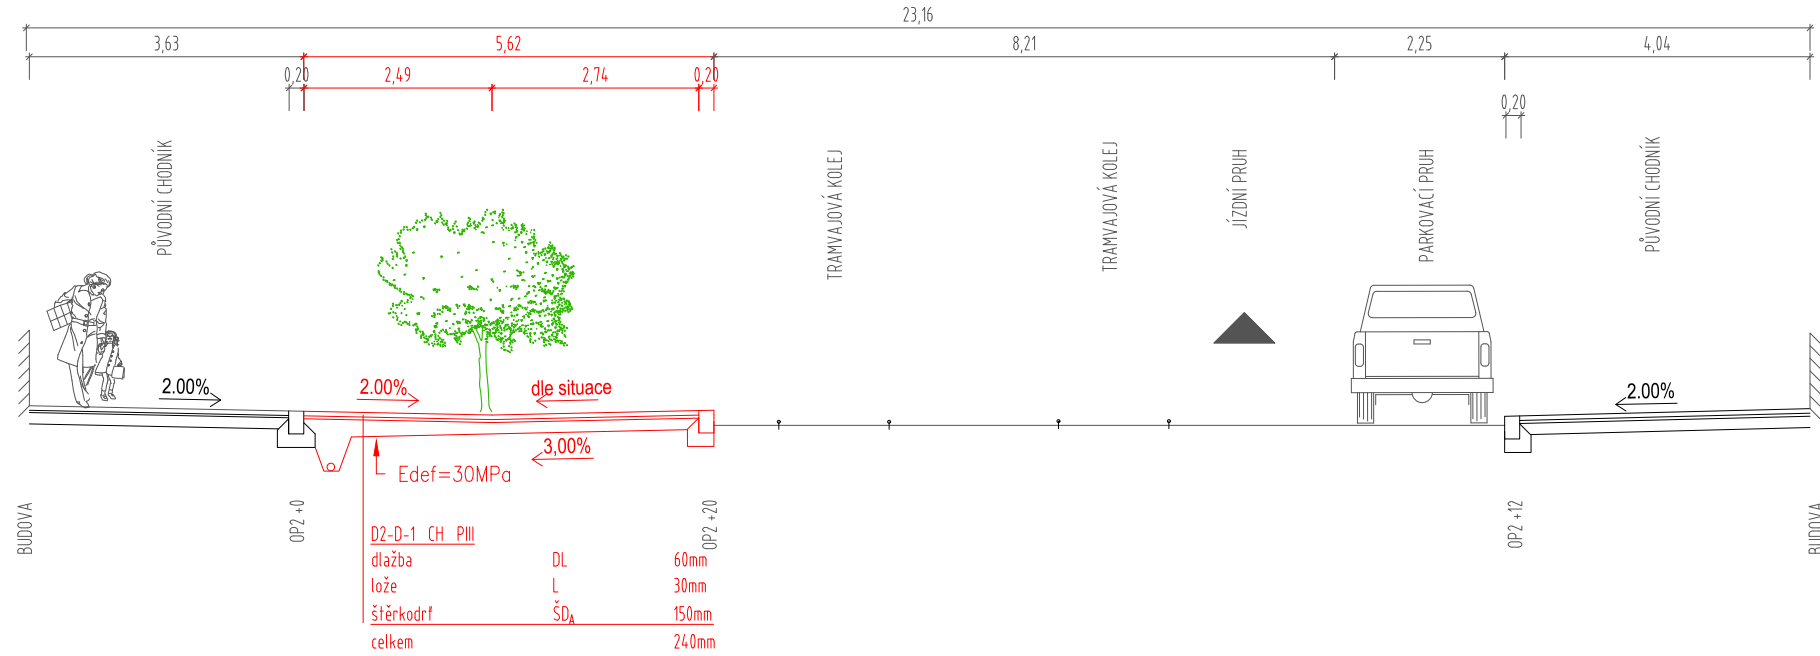 23,16
3,63 5,62 8,21 2,25 4,04
0,20 2,49 2,74 0,20
0,20
PŮVODNÍ CHODNÍK
TRAMVAJOVÁ KOLEJ
TRAMVAJOVÁ KOLEJ
JÍZDNÍ PRUH
PARKOVACÍ PRUH
PŮVODNÍ CHODNÍK
2.00% 2.00% dle situace 2.00%
3,00%
Edef=30MPa
BUDOVA
OP2 +0
OP2 +20
OP2 +12
BUDOVA
D2-D-1 CH PIII
dlažba DL 60mm
lože L 30mm
štěrkodrť ŠDA 150mm
celkem 240mm